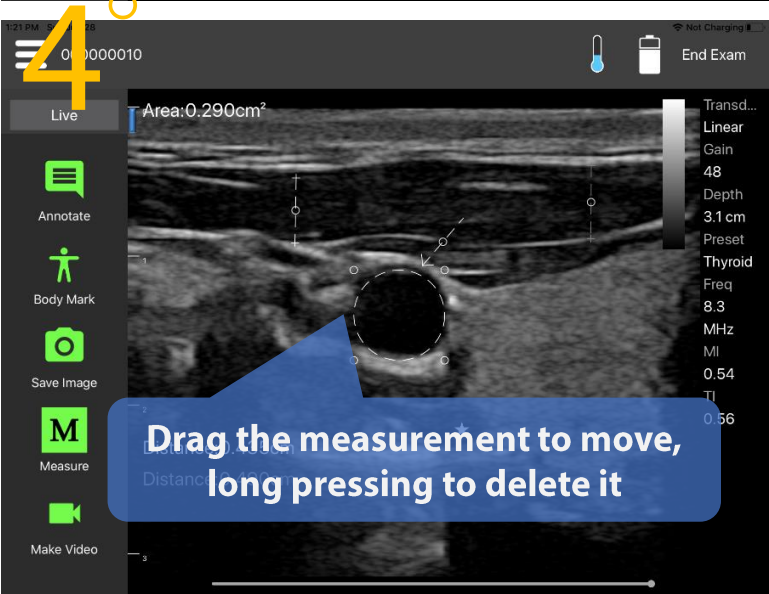 4°
1:21 PM
Not Charging
000000010
End Exam
Live
Area:0.290cm²
Annotate
Body Mark
Save Image
M
Measure
Make Video
Transd...
Linear
Gain
48
Depth
3.1 cm
Preset
Thyroid
Freq
8.3
MHz
MI
0.54
TI
0.56
1
2
3
Drag the measurement to move,
long pressing to delete it
Distance:
Distance: